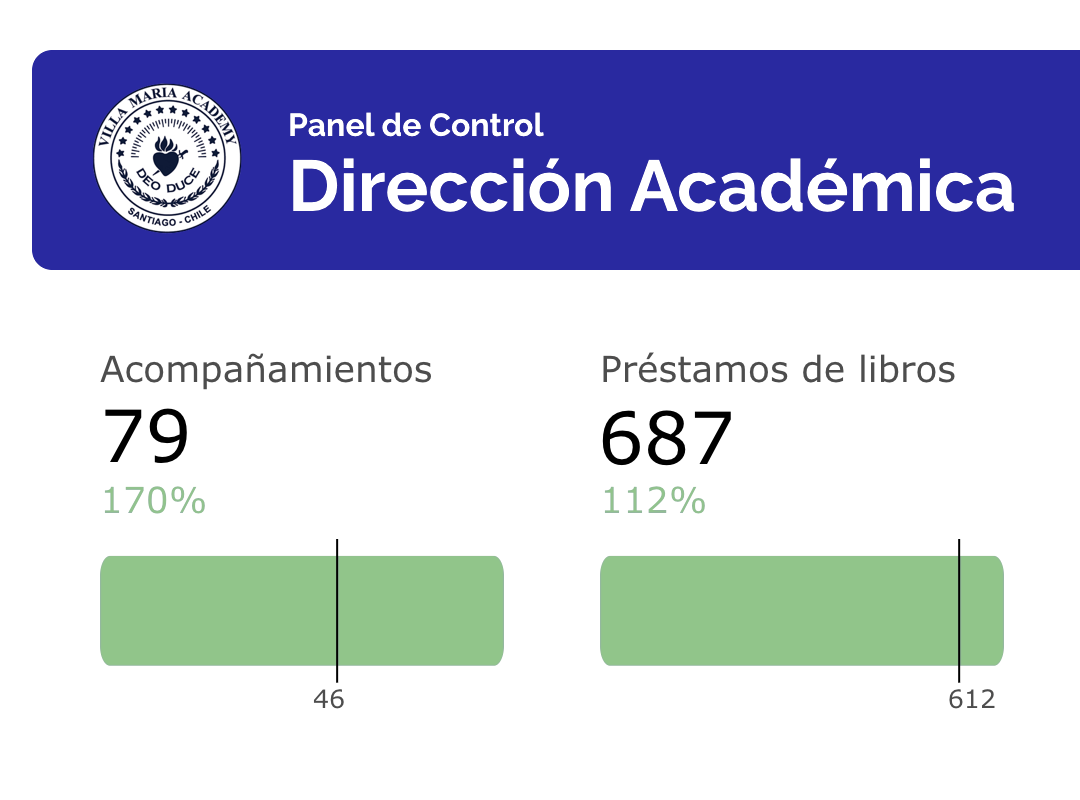 VILLA MARIA ACADEMY
DEO DUCE
SANTIAGO - CHILE
Panel de Control
Dirección Académica
Acompañamientos
79
170%
46
Préstamos de libros
687
112%
612